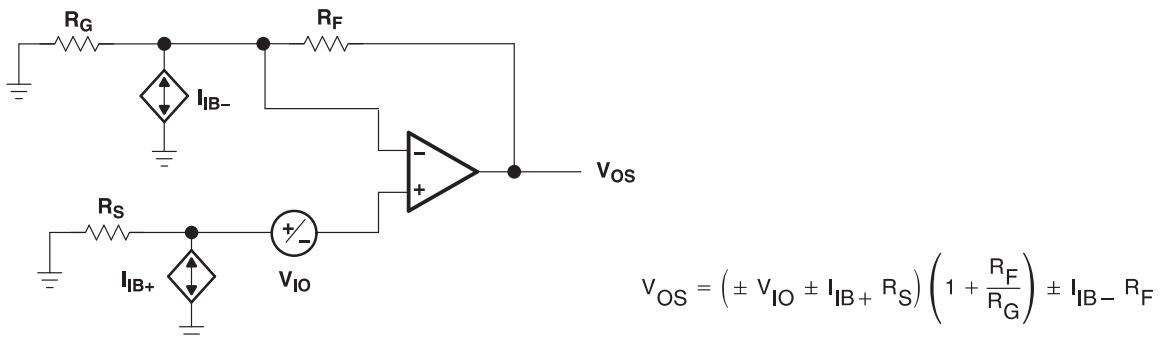 R_G
R_F
I_IB–
–
+
V_OS
R_S
+/–
I_IB+
V_IO
V_OS = ( ± V_IO ± I_IB+ R_S ) ( 1 + R_F/R_G ) ± I_IB– R_F